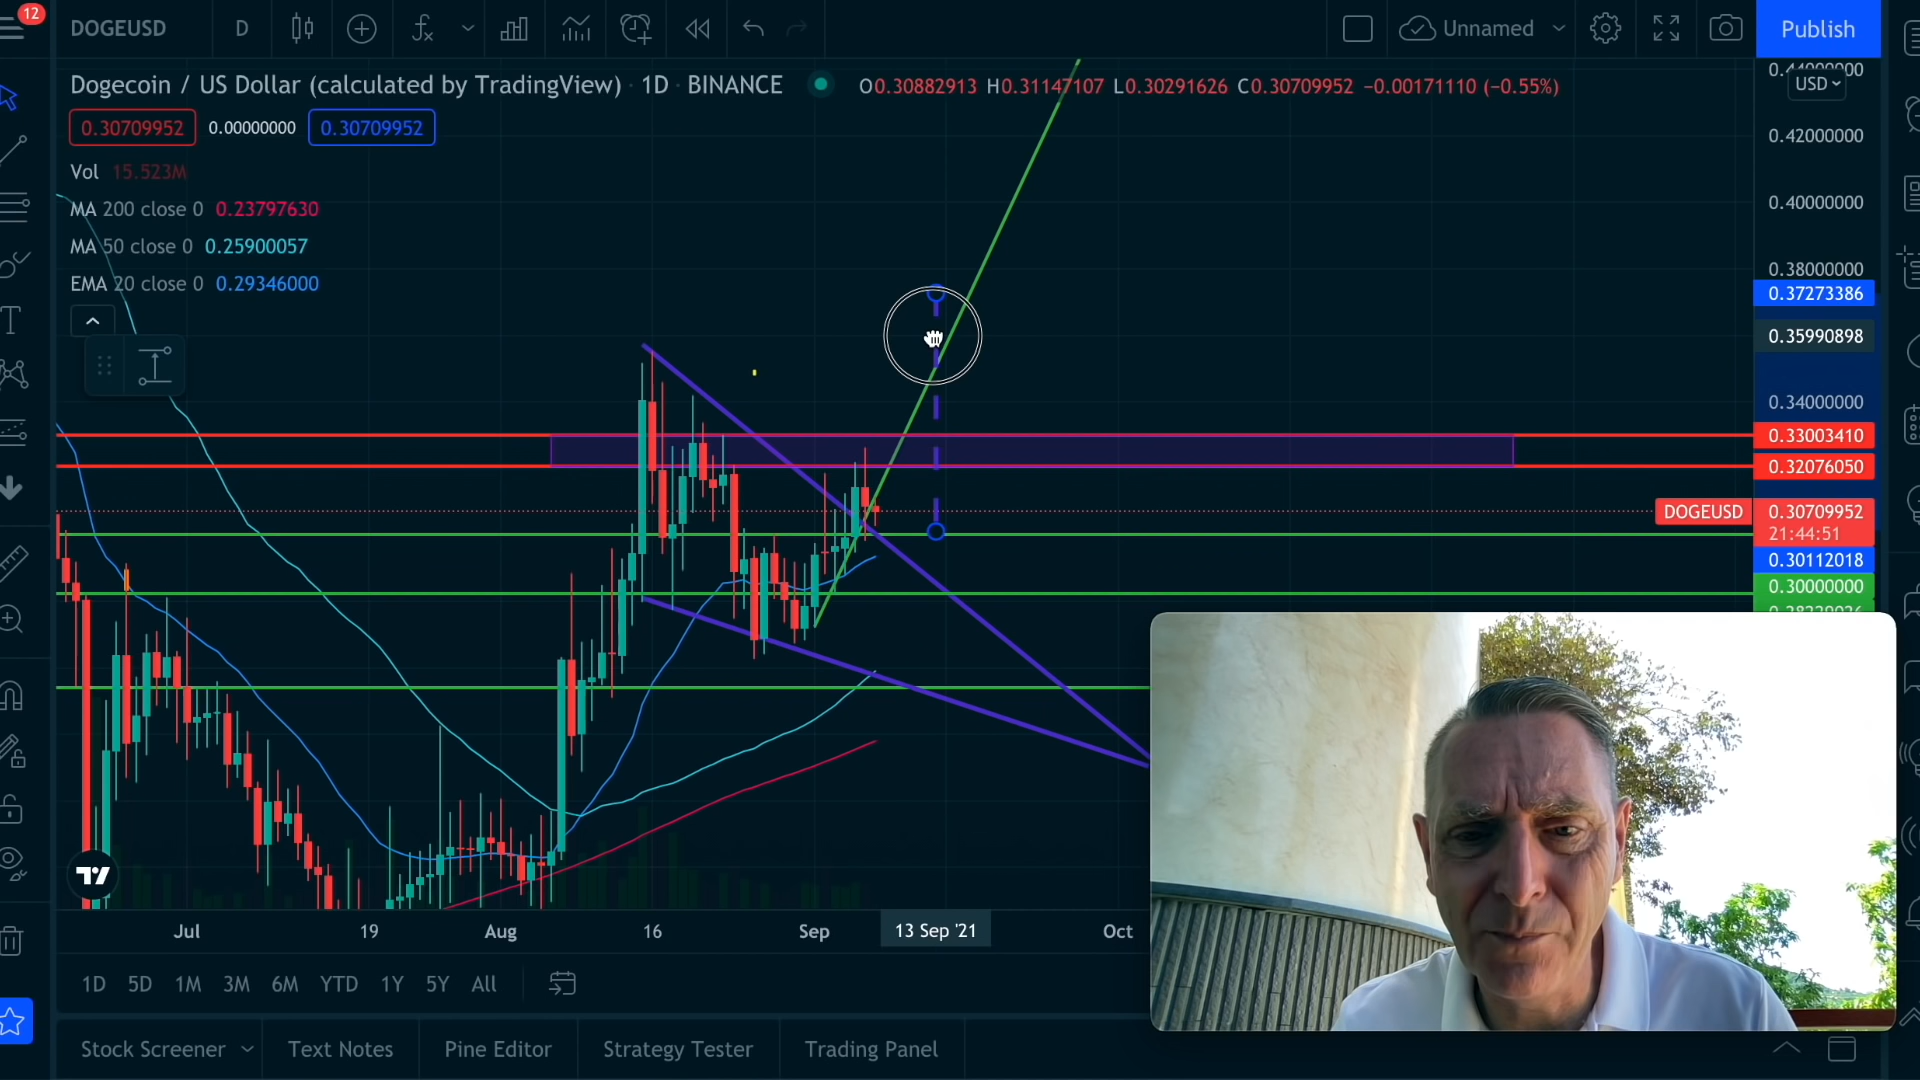 12
DOGEUSD D Unnamed Publish
Dogecoin / US Dollar (calculated by TradingView) · 1D · BINANCE O0.30882913 H0.31147107 L0.30291626 C0.30709952 −0.00171110 (−0.55%)
0.30709952 0.00000000 0.30709952
Vol 15.523M
MA 200 close 0 0.23797630
MA 50 close 0 0.25900057
EMA 20 close 0 0.29346000
0.44000000
USD
0.42000000
0.40000000
0.38000000
0.37273386
0.35990898
0.34000000
0.33003410
0.32076050
DOGEUSD 0.30709952
21:44:51
0.30112018
0.30000000
Jul 19 Aug 16 Sep 13 Sep '21 Oct
1D 5D 1M 3M 6M YTD 1Y 5Y All
Stock Screener Text Notes Pine Editor Strategy Tester Trading Panel